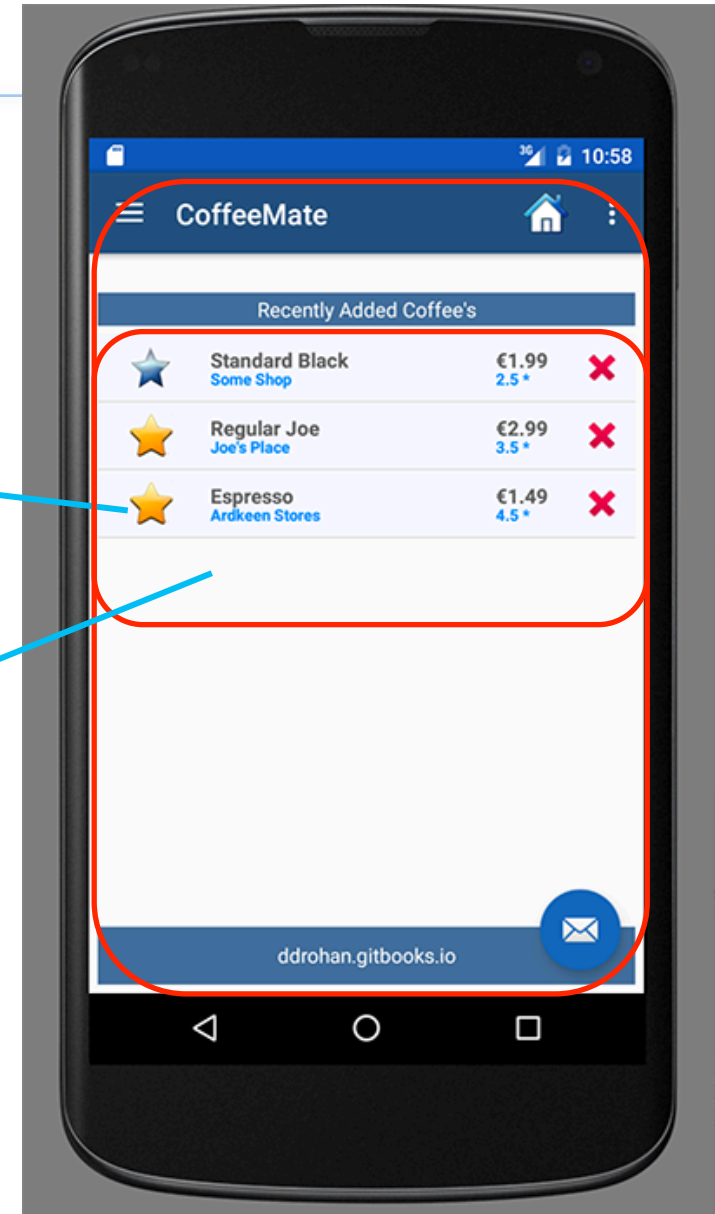 3G 10:58
CoffeeMate
Recently Added Coffee's
Standard Black €1.99
Some Shop 2.5 *
Regular Joe €2.99
Joe's Place 3.5 *
Espresso €1.49
Ardkeen Stores 4.5 *
ddrohan.gitbooks.io